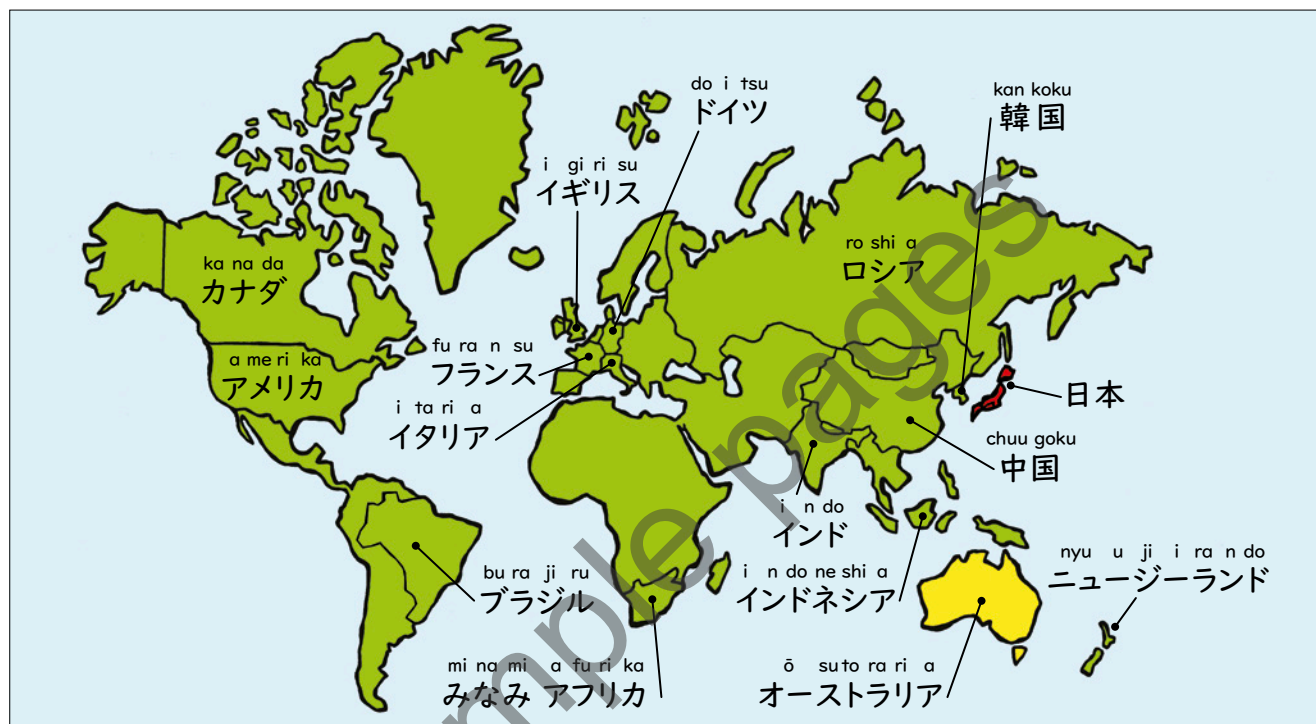 do i tsu
ドイツ
kan koku
韓国
i gi ri su
イギリス
ka na da
カナダ
ro shi a
ロシア
a me ri ka
アメリカ
fu ra n su
フランス
i ta ri a
イタリア
日本
chuu goku
中国
i n do
インド
bu ra ji ru
ブラジル
i n do ne shi a
インドネシア
nyu u ji i ra n do
ニュージーランド
mi na mi a fu ri ka
みなみ アフリカ
ō suto ra ri a
オーストラリア
mple pages